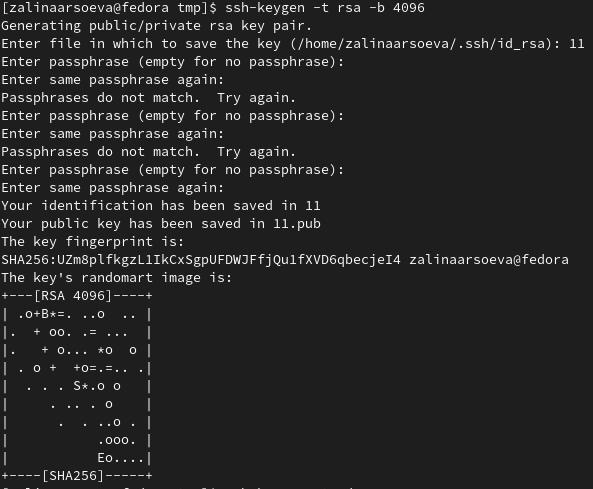 [zalinaarsoeva@fedora tmp]$ ssh-keygen -t rsa -b 4096
Generating public/private rsa key pair.
Enter file in which to save the key (/home/zalinaarsoeva/.ssh/id_rsa): 11
Enter passphrase (empty for no passphrase):
Enter same passphrase again:
Passphrases do not match.  Try again.
Enter passphrase (empty for no passphrase):
Enter same passphrase again:
Passphrases do not match.  Try again.
Enter passphrase (empty for no passphrase):
Enter same passphrase again:
Your identification has been saved in 11
Your public key has been saved in 11.pub
The key fingerprint is:
SHA256:UZm8plfkgzL1IkCxSgpUFDWJFfjQu1fXVD6qbecjeI4 zalinaarsoeva@fedora
The key's randomart image is:
+---[RSA 4096]----+
| .o+B*=. ..o  .. |
|.  + oo. .= ...  |
|.   + o... *o  o |
| . o +  +o=.=.. .|
|  . . . S*.o o   |
|     . .. . o    |
|      .  . ..o . |
|            .ooo. |
|            Eo....|
+----[SHA256]-----+